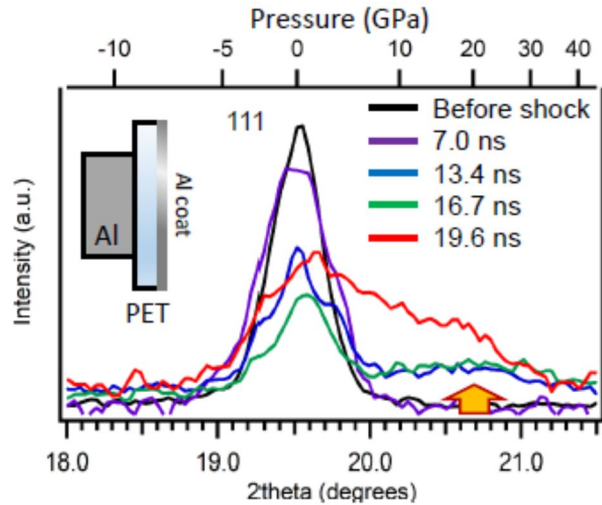 Pressure (GPa)
-10 -5 0 10 20 30 40
111
Before shock
7.0 ns
13.4 ns
16.7 ns
19.6 ns
Al
Al coat
PET
Intensity (a.u.)
18.0 19.0 20.0 21.0
2theta (degrees)